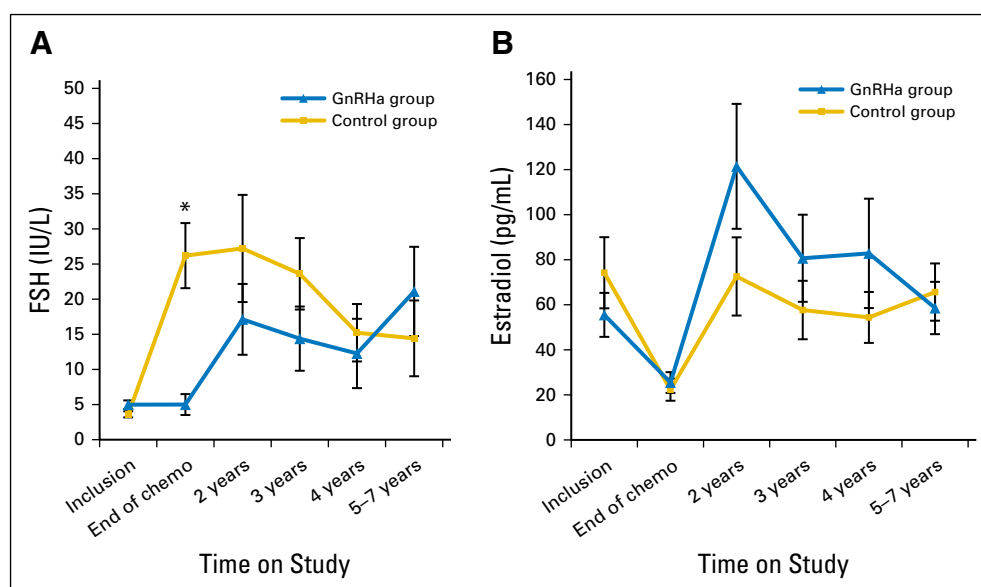 A
FSH (IU/L)
50
45
40
35
30
25
20
15
10
5
0
GnRHa group
Control group
*
Inclusion
End of chemo
2 years
3 years
4 years
5–7 years
Time on Study
B
Estradiol (pg/mL)
160
140
120
100
80
60
40
20
0
GnRHa group
Control group
Inclusion
End of chemo
2 years
3 years
4 years
5–7 years
Time on Study